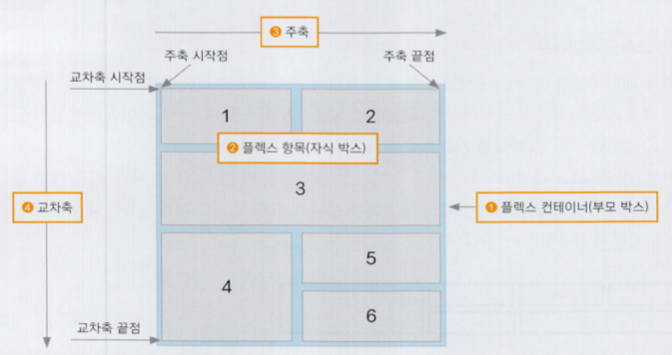 ❸ 주축
주축 시작점
주축 끝점
교차축 시작점
1
2
❷ 플렉스 항목(자식 박스)
3
❹ 교차축
❶ 플렉스 컨테이너(부모 박스)
4
5
6
교차축 끝점